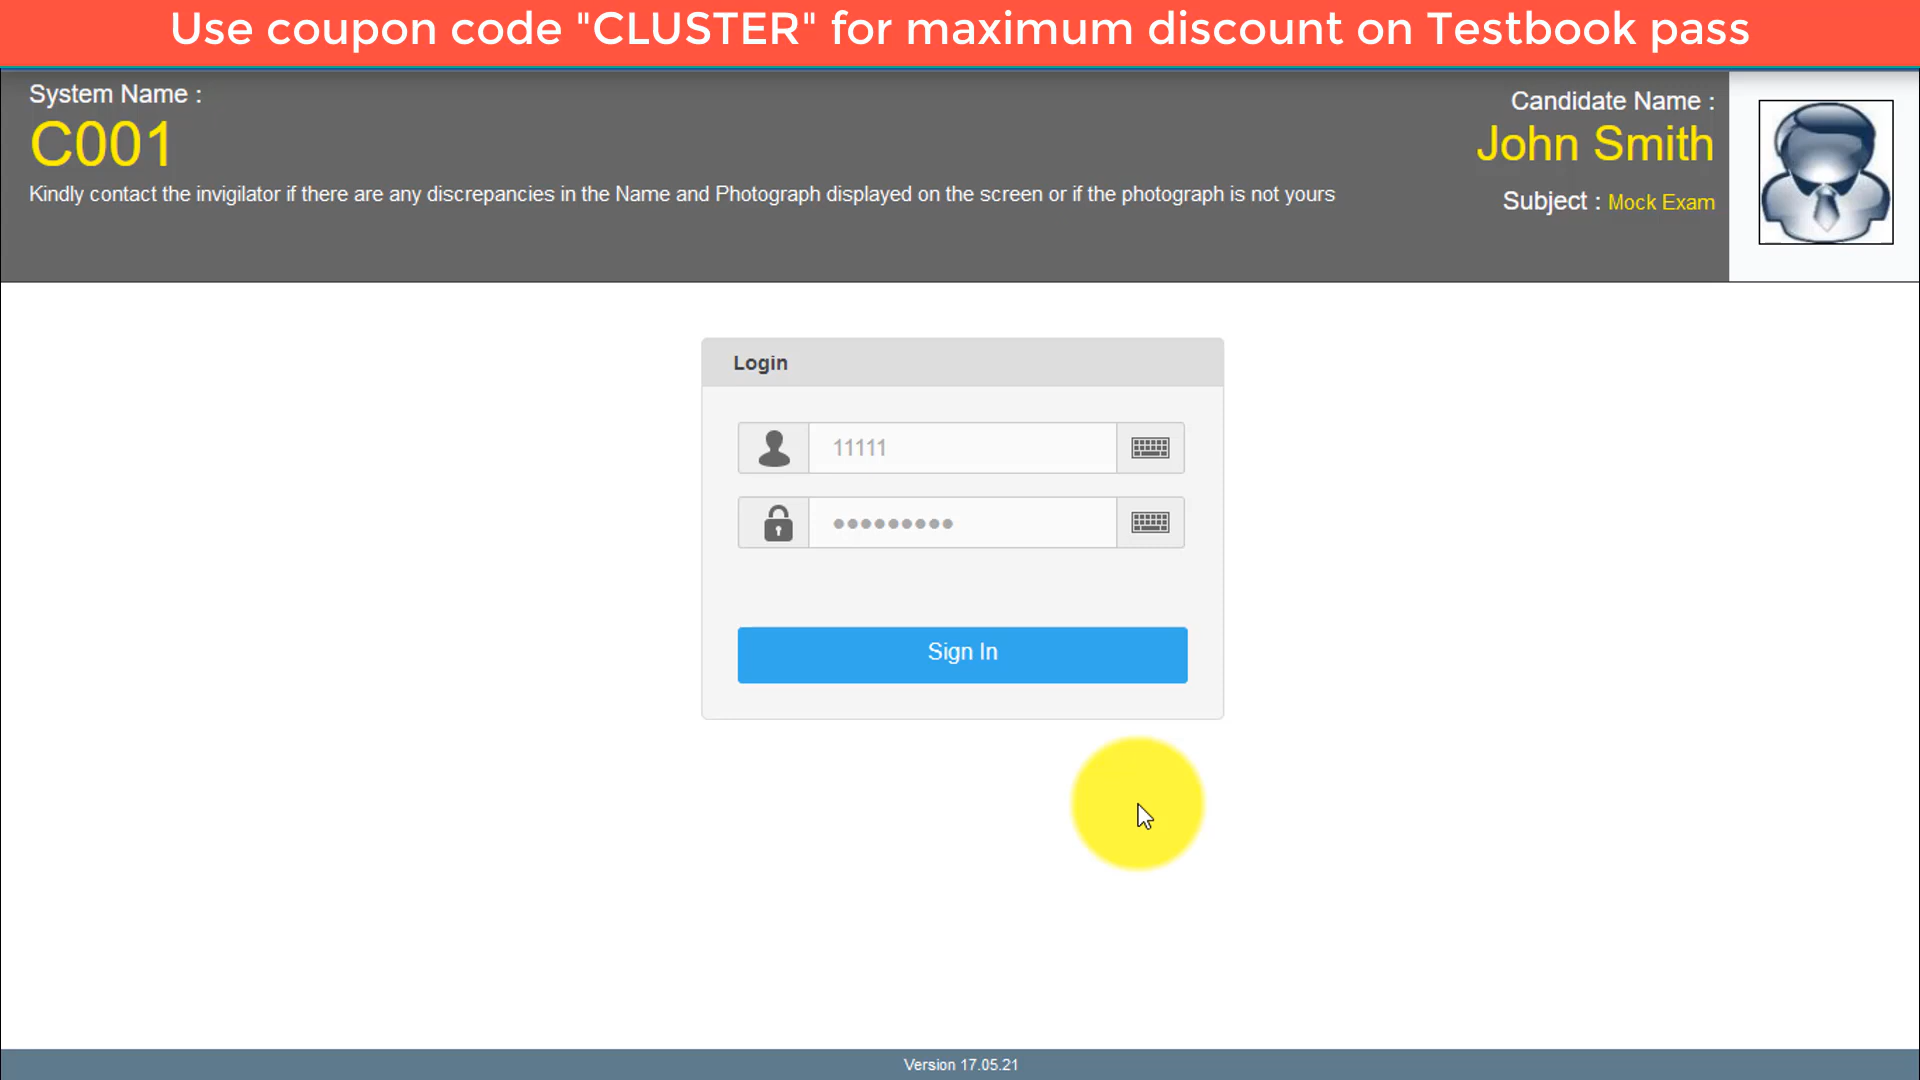 Use coupon code "CLUSTER" for maximum discount on Testbook pass
System Name :
C001
Kindly contact the invigilator if there are any discrepancies in the Name and Photograph displayed on the screen or if the photograph is not yours
Candidate Name :
John Smith
Subject : Mock Exam
Login
11111
●●●●●●●●●
Sign In
Version 17.05.21